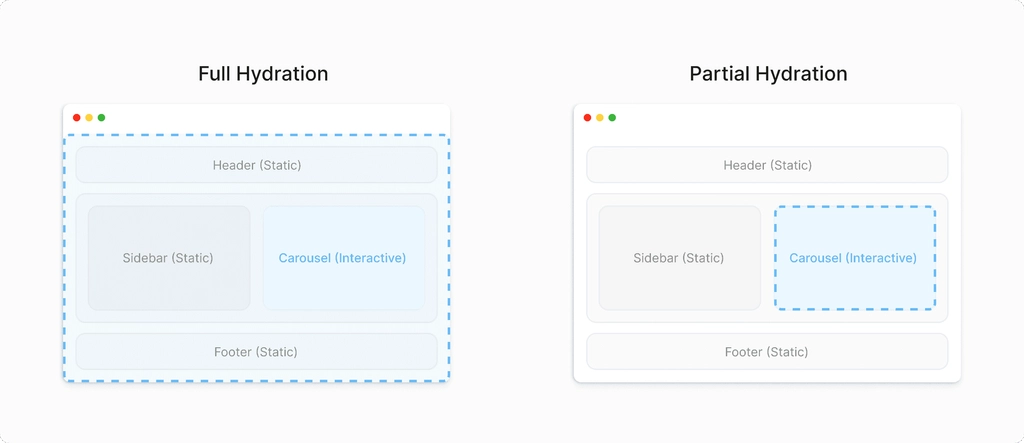 Full Hydration
Header (Static)
Sidebar (Static)
Carousel (Interactive)
Footer (Static)
Partial Hydration
Header (Static)
Sidebar (Static)
Carousel (Interactive)
Footer (Static)